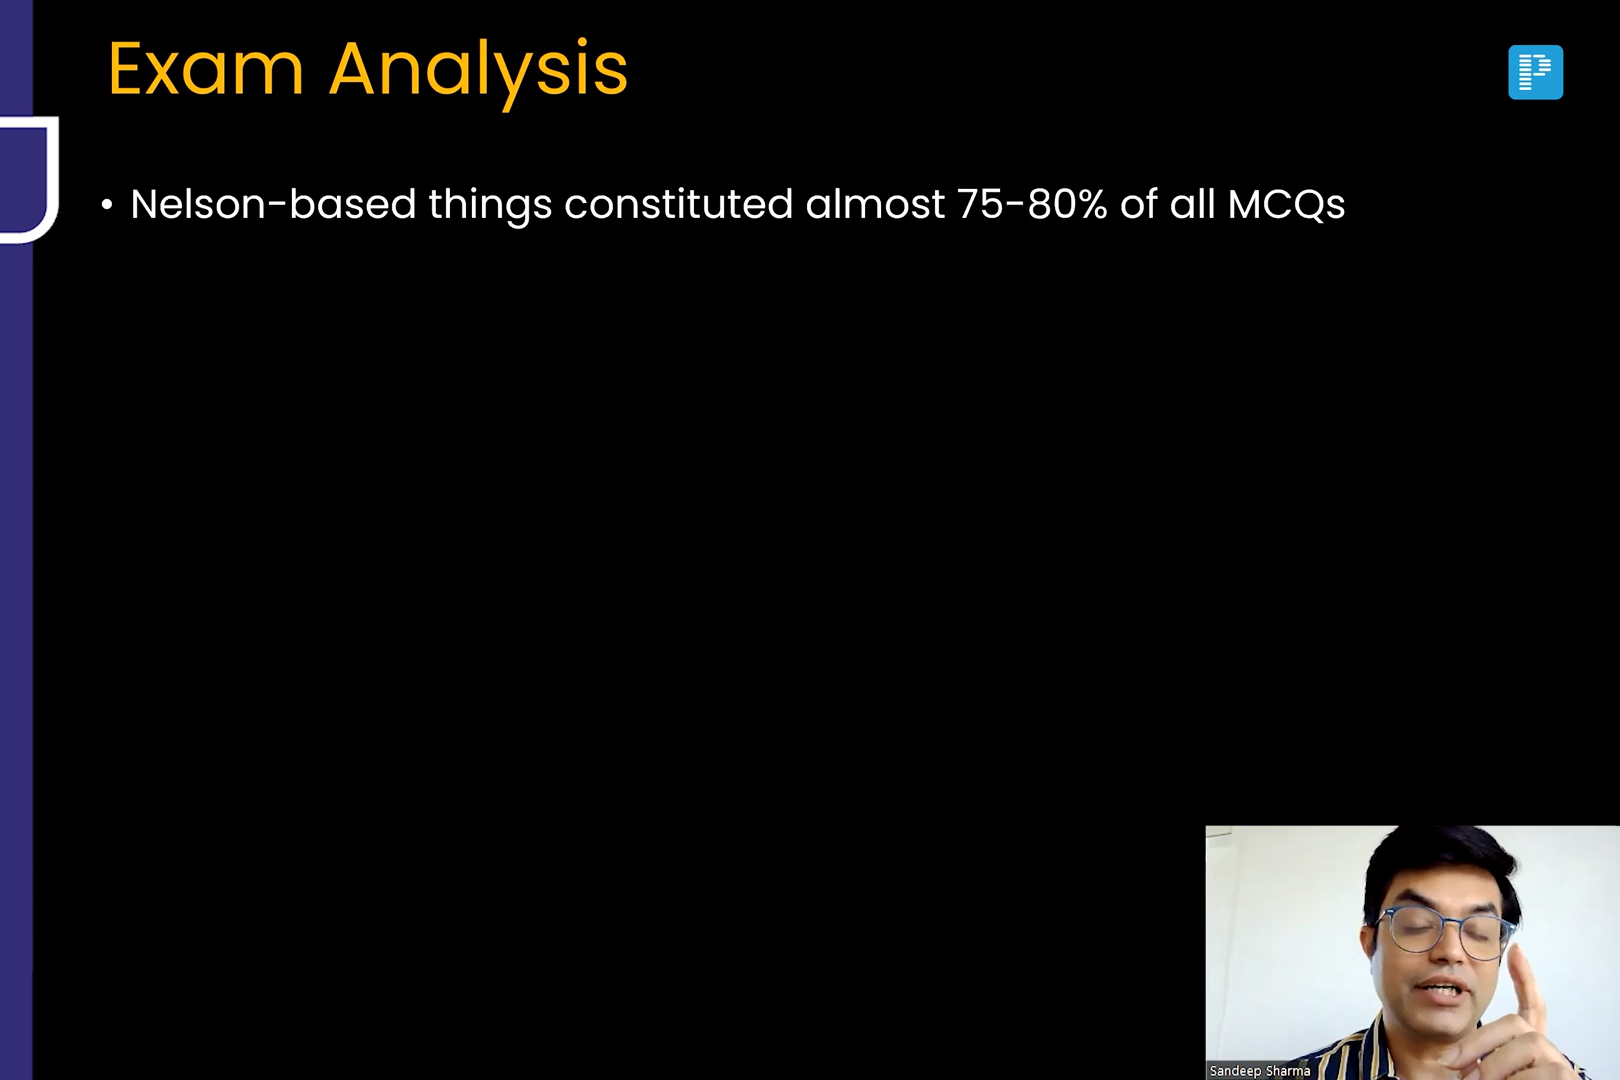 Exam Analysis
• Nelson-based things constituted almost 75-80% of all MCQs
Sandeep Sharma